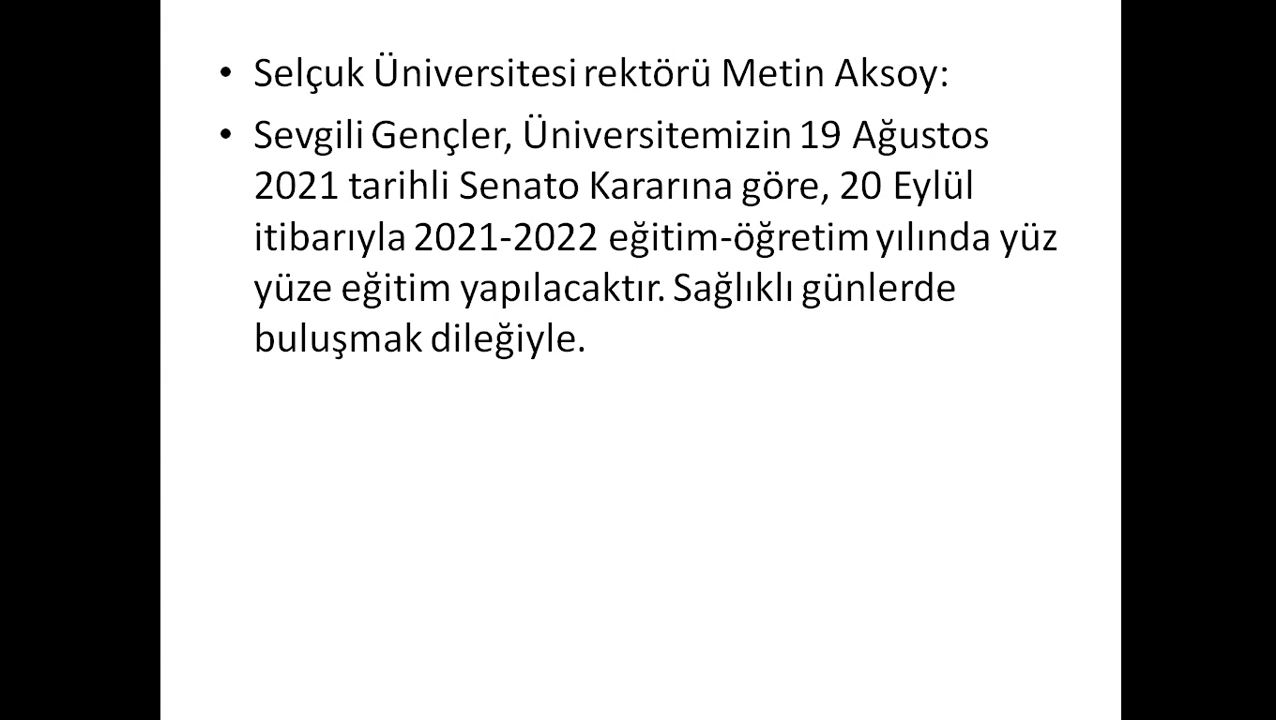 • Selçuk Üniversitesi rektörü Metin Aksoy:
• Sevgili Gençler, Üniversitemizin 19 Ağustos
2021 tarihli Senato Kararına göre, 20 Eylül
itibarıyla 2021-2022 eğitim-öğretim yılında yüz
yüze eğitim yapılacaktır. Sağlıklı günlerde
buluşmak dileğiyle.